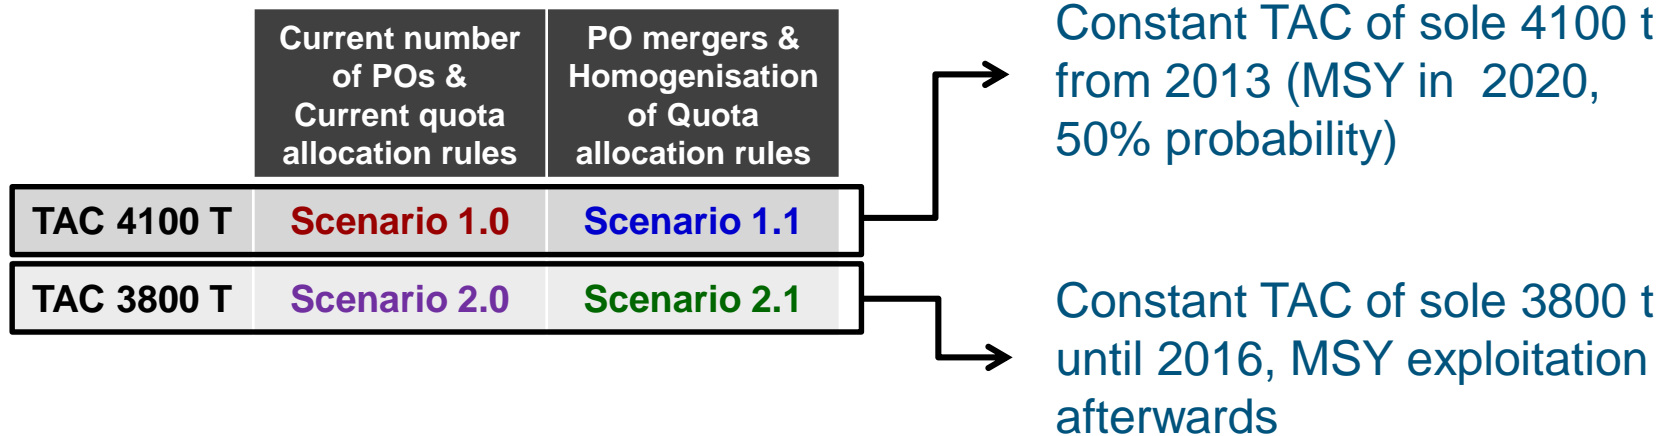 Current number
of POs &
Current quota
allocation rules
PO mergers &
Homogenisation
of Quota
allocation rules
TAC 4100 T Scenario 1.0 Scenario 1.1
TAC 3800 T Scenario 2.0 Scenario 2.1
Constant TAC of sole 4100 t
from 2013 (MSY in 2020,
50% probability)
Constant TAC of sole 3800 t
until 2016, MSY exploitation
afterwards